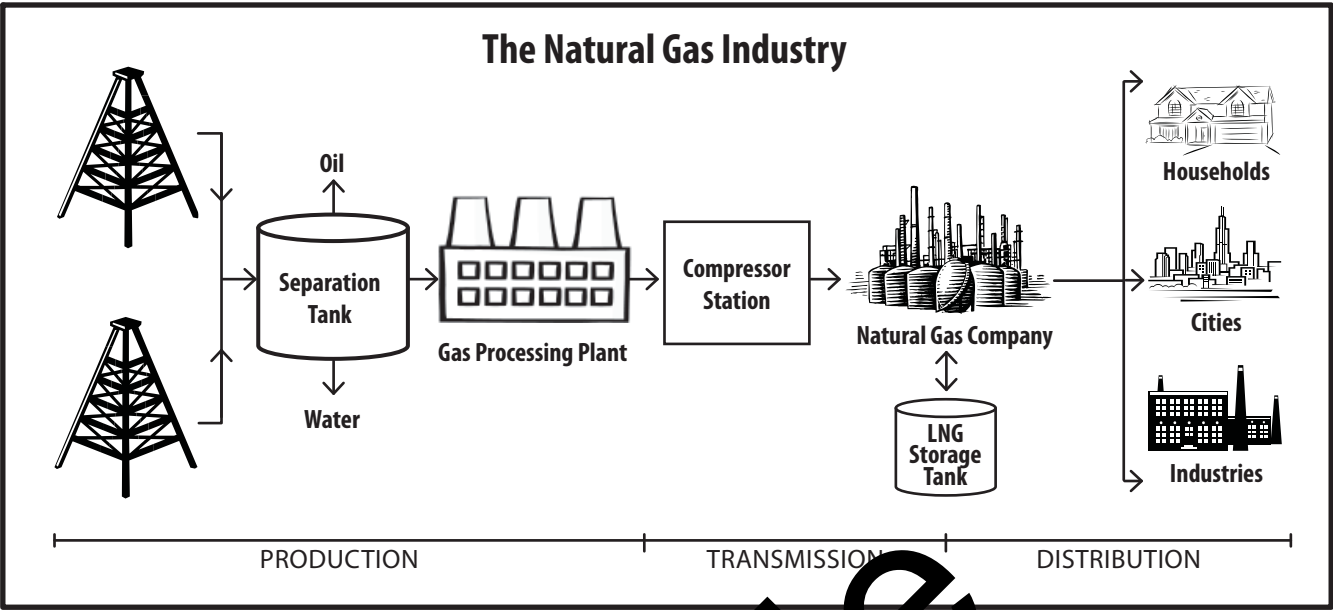 The Natural Gas Industry
Oil
Separation
Tank
Water
Gas Processing Plant
Compressor
Station
Natural Gas Company
LNG
Storage
Tank
Households
Cities
Industries
PRODUCTION
TRANSMISSION
DISTRIBUTION